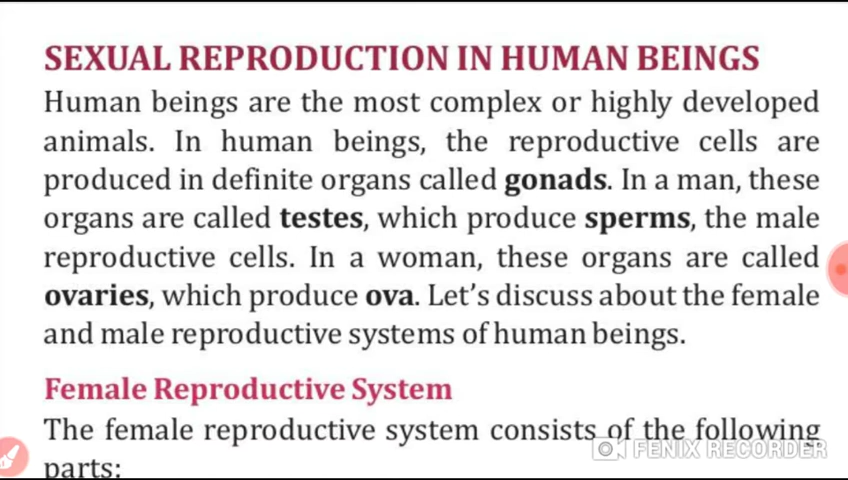 SEXUAL REPRODUCTION IN HUMAN BEINGS
Human beings are the most complex or highly developed
animals. In human beings, the reproductive cells are
produced in definite organs called gonads. In a man, these
organs are called testes, which produce sperms, the male
reproductive cells. In a woman, these organs are called
ovaries, which produce ova. Let's discuss about the female
and male reproductive systems of human beings.
Female Reproductive System
The female reproductive system consists of the following
parts:
FENIX RECORDER